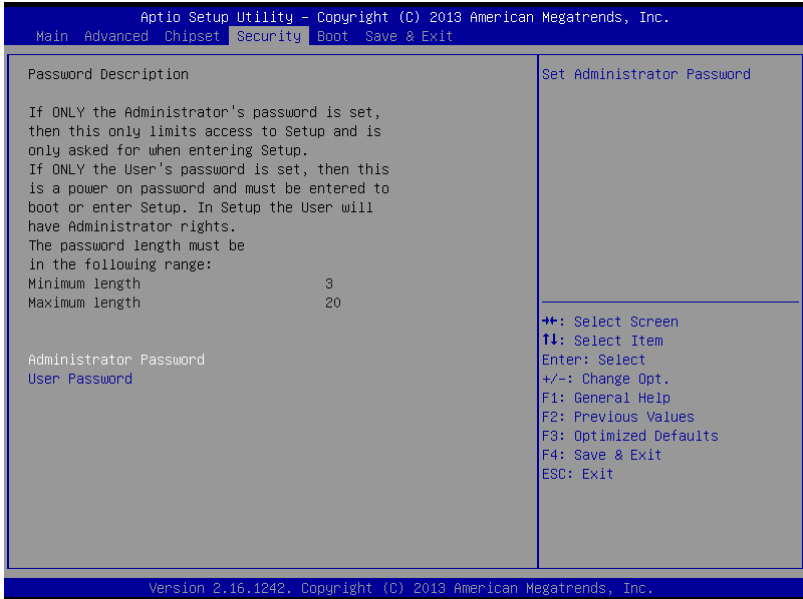 Aptio Setup Utility – Copyright (C) 2013 American Megatrends, Inc.
Main Advanced Chipset Security Boot Save & Exit
Password Description
If ONLY the Administrator's password is set,
then this only limits access to Setup and is
only asked for when entering Setup.
If ONLY the User's password is set, then this
is a power on password and must be entered to
boot or enter Setup. In Setup the User will
have Administrator rights.
The password length must be
in the following range:
Minimum length 3
Maximum length 20
Administrator Password
User Password
Set Administrator Password
→←: Select Screen
↑↓: Select Item
Enter: Select
+/-: Change Opt.
F1: General Help
F2: Previous Values
F3: Optimized Defaults
F4: Save & Exit
ESC: Exit
Version 2.16.1242. Copyright (C) 2013 American Megatrends, Inc.